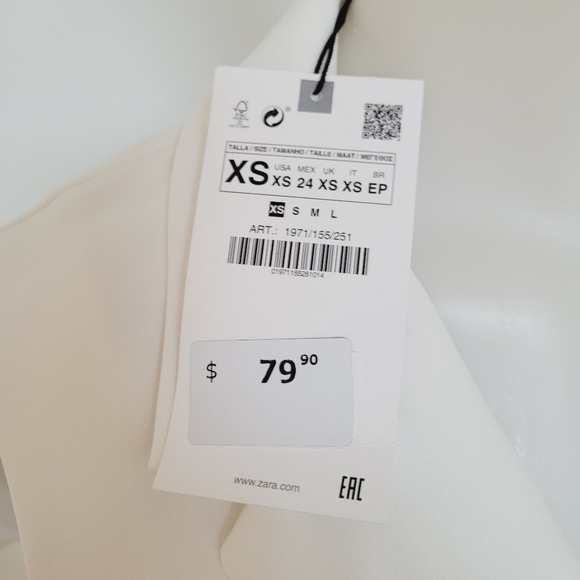 TALLA / SIZE / TAMANHO / TAILLE / MAAT / ΜΕΓΕΘΟΣ
XS USA MEX UK IT BR
XS 24 XS XS EP
XS S M L
ART.: 1971/155/251
01971155251014
$ 79 90
www.zara.com
EAC